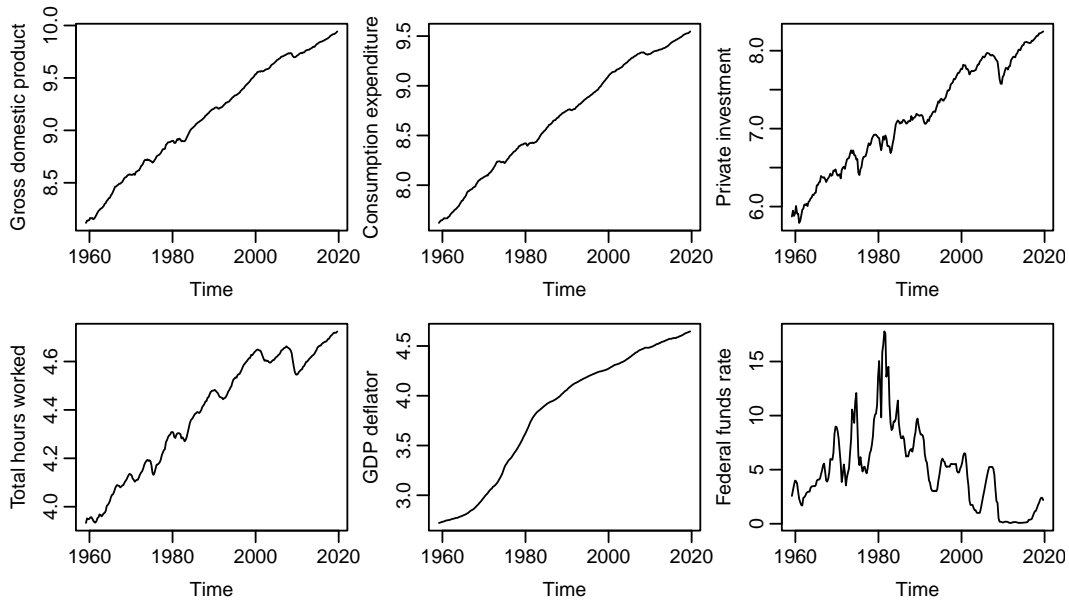 Gross domestic product
10.0
9.5
9.0
8.5
1960 1980 2000 2020
Time
Consumption expenditure
9.5
9.0
8.5
8.0
1960 1980 2000 2020
Time
Private investment
8.0
7.0
6.0
1960 1980 2000 2020
Time
Total hours worked
4.6
4.4
4.2
4.0
1960 1980 2000 2020
Time
GDP deflator
4.5
4.0
3.5
3.0
1960 1980 2000 2020
Time
Federal funds rate
15
10
5
0
1960 1980 2000 2020
Time